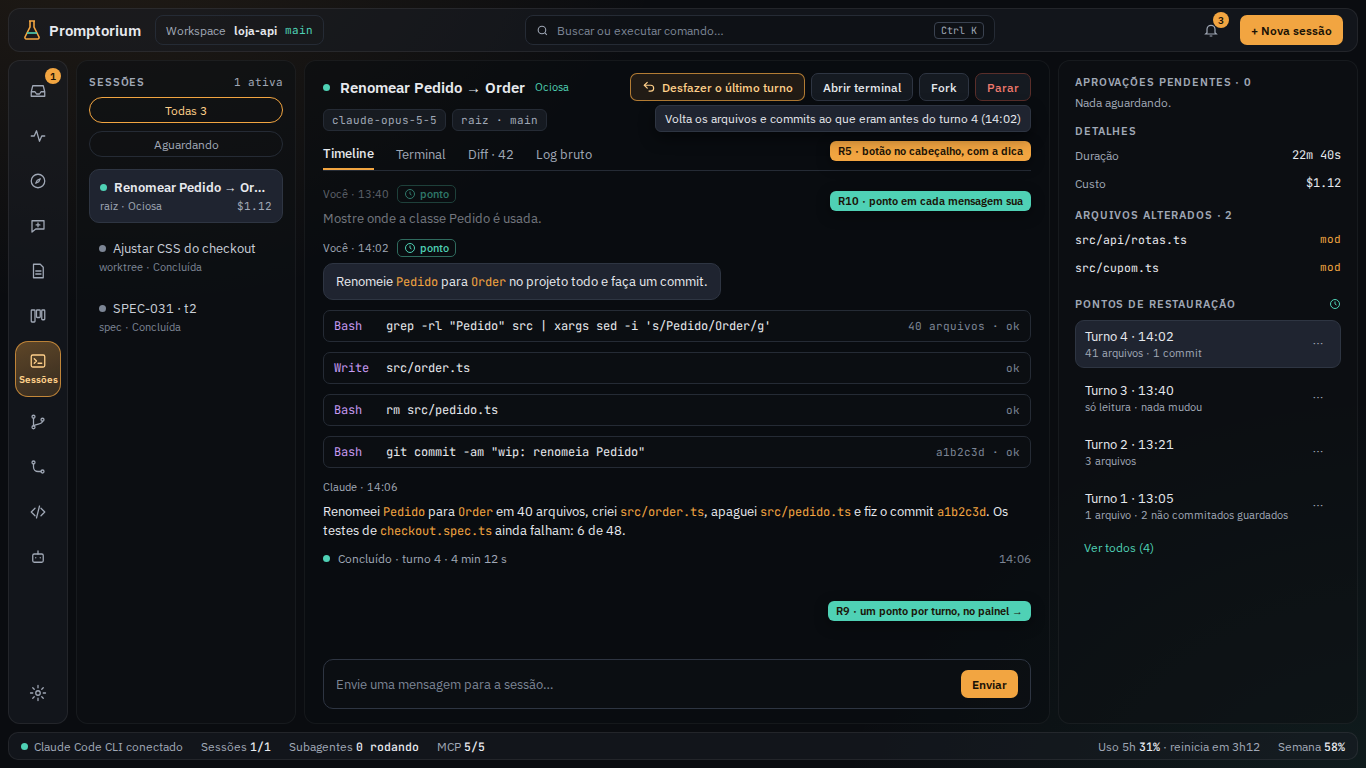 Promptorium
Workspace loja-api main
Buscar ou executar comando...
Ctrl K
3
+ Nova sessão
1
Sessões
SESSÕES
1 ativa
Todas 3
Aguardando
Renomear Pedido → Or...
raiz · Ociosa
$1.12
Ajustar CSS do checkout
worktree · Concluída
SPEC-031 · t2
spec · Concluída
Renomear Pedido → Order
Ociosa
Desfazer o último turno
Abrir terminal
Fork
Parar
claude-opus-5-5
raiz · main
Volta os arquivos e commits ao que eram antes do turno 4 (14:02)
Timeline
Terminal
Diff · 42
Log bruto
R5 · botão no cabeçalho, com a dica
Você · 13:40
ponto
R10 · ponto em cada mensagem sua
Mostre onde a classe Pedido é usada.
Você · 14:02
ponto
Renomeie Pedido para Order no projeto todo e faça um commit.
Bash grep -rl "Pedido" src | xargs sed -i 's/Pedido/Order/g' 40 arquivos · ok
Write src/order.ts ok
Bash rm src/pedido.ts ok
Bash git commit -am "wip: renomeia Pedido" a1b2c3d · ok
Claude · 14:06
Renomeei Pedido para Order em 40 arquivos, criei src/order.ts, apaguei src/pedido.ts e fiz o commit a1b2c3d. Os
testes de checkout.spec.ts ainda falham: 6 de 48.
Concluído · turno 4 · 4 min 12 s
14:06
R9 · um ponto por turno, no painel →
Envie uma mensagem para a sessão...
Enviar
APROVAÇÕES PENDENTES · 0
Nada aguardando.
DETALHES
Duração 22m 40s
Custo $1.12
ARQUIVOS ALTERADOS · 2
src/api/rotas.ts mod
src/cupom.ts mod
PONTOS DE RESTAURAÇÃO
Turno 4 · 14:02
41 arquivos · 1 commit
...
Turno 3 · 13:40
só leitura · nada mudou
...
Turno 2 · 13:21
3 arquivos
...
Turno 1 · 13:05
1 arquivo · 2 não commitados guardados
...
Ver todos (4)
Claude Code CLI conectado
Sessões 1/1
Subagentes 0 rodando
MCP 5/5
Uso 5h 31% · reinicia em 3h12
Semana 58%